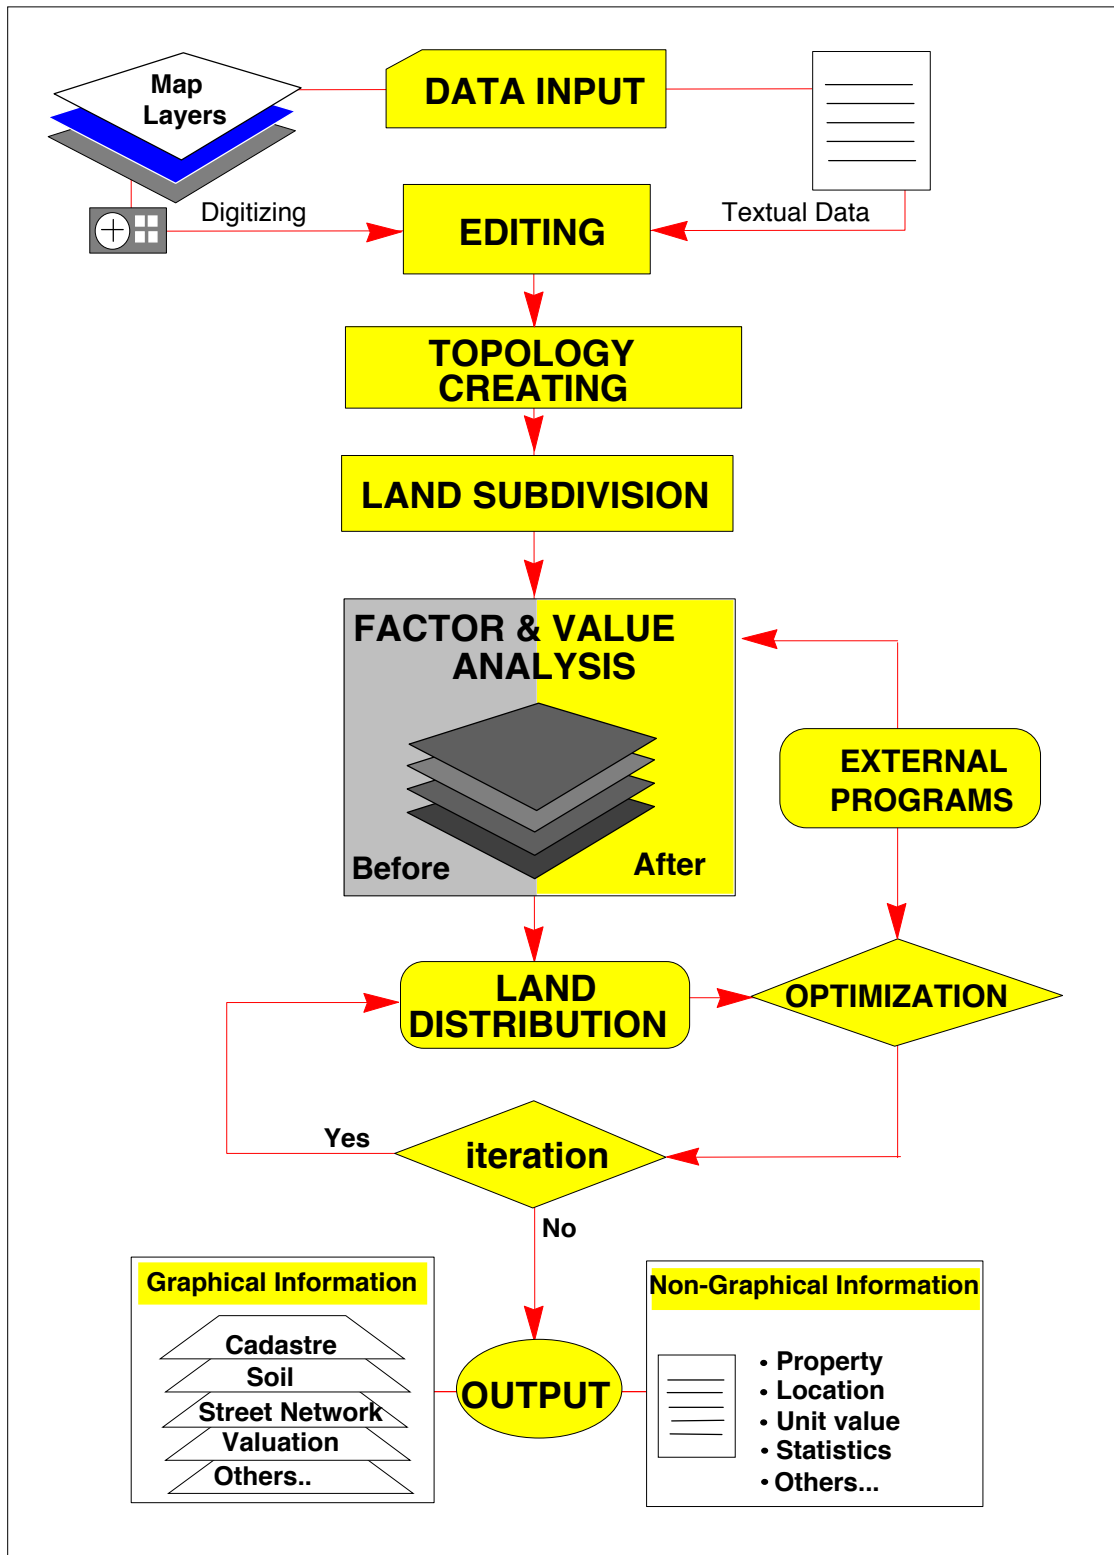 Map
Layers
DATA INPUT
Digitizing
Textual Data
EDITING
TOPOLOGY
CREATING
LAND SUBDIVISION
FACTOR & VALUE
ANALYSIS
Before
After
EXTERNAL
PROGRAMS
LAND
DISTRIBUTION
OPTIMIZATION
Yes
iteration
No
Graphical Information
Cadastre
Soil
Street Network
Valuation
Others..
OUTPUT
Non-Graphical Information
• Property
• Location
• Unit value
• Statistics
• Others...